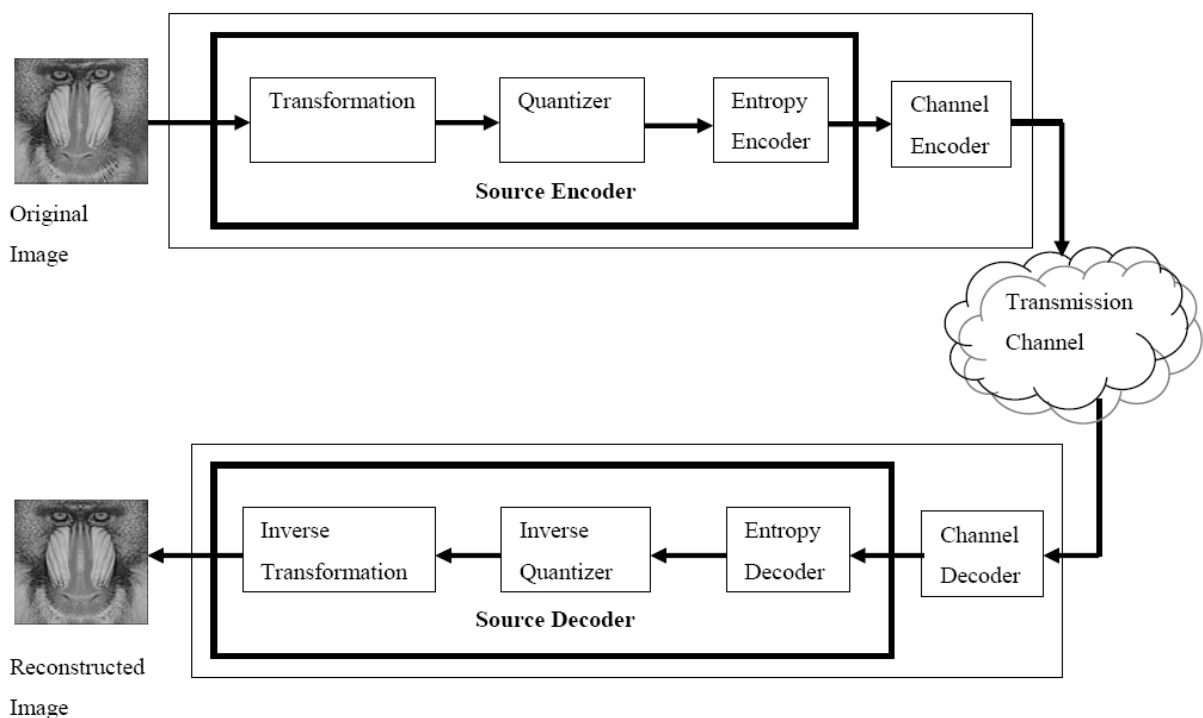 Transformation
Quantizer
Entropy
Encoder
Channel
Encoder
Source Encoder
Original
Image
Transmission
Channel
Inverse
Transformation
Inverse
Quantizer
Entropy
Decoder
Channel
Decoder
Source Decoder
Reconstructed
Image